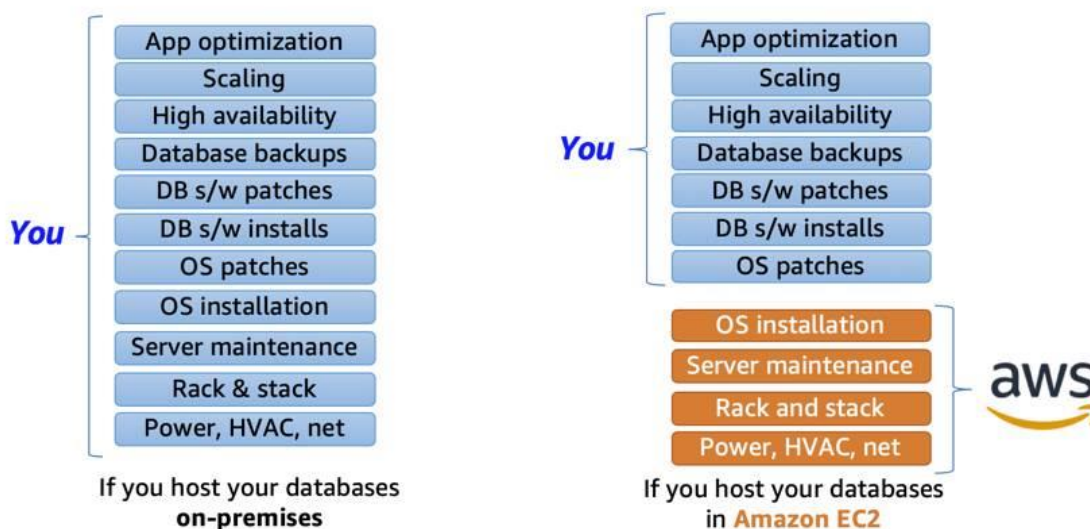 You
App optimization
Scaling
High availability
Database backups
DB s/w patches
DB s/w installs
OS patches
OS installation
Server maintenance
Rack & stack
Power, HVAC, net
If you host your databases
on-premises
You
App optimization
Scaling
High availability
Database backups
DB s/w patches
DB s/w installs
OS patches
OS installation
Server maintenance
Rack and stack
Power, HVAC, net
aws
If you host your databases
in Amazon EC2